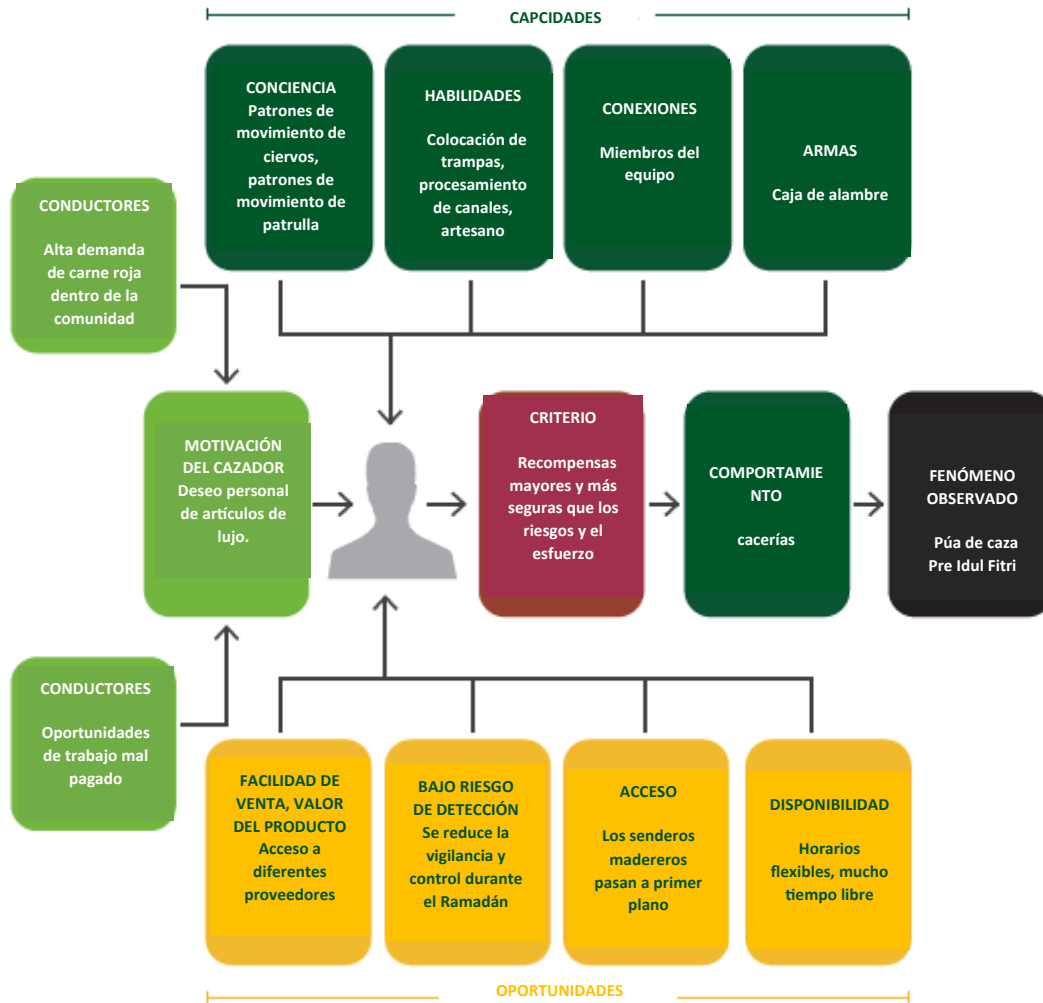 CAPCIDADES
CONCIENCIA
Patrones de
movimiento de
ciervos,
patrones de
movimiento de
patrulla
HABILIDADES
Colocación de
trampas,
procesamiento
de canales,
artesano
CONEXIONES
Miembros del
equipo
ARMAS
Caja de alambre
CONDUCTORES
Alta demanda
de carne roja
dentro de la
comunidad
MOTIVACIÓN
DEL CAZADOR
Deseo personal
de artículos de
lujo.
CRITERIO
Recompensas
mayores y más
seguras que los
riesgos y el
esfuerzo
COMPORTAMIE
NTO
cacerías
FENÓMENO
OBSERVADO
Púa de caza
Pre Idul Fitri
CONDUCTORES
Oportunidades
de trabajo mal
pagado
FACILIDAD DE
VENTA, VALOR
DEL PRODUCTO
Acceso a
diferentes
proveedores
BAJO RIESGO
DE DETECCIÓN
Se reduce la
vigilancia y
control durante
el Ramadán
ACCESO
Los senderos
madereros
pasan a primer
plano
DISPONIBILIDAD
Horarios
flexibles, mucho
tiempo libre
OPORTUNIDADES